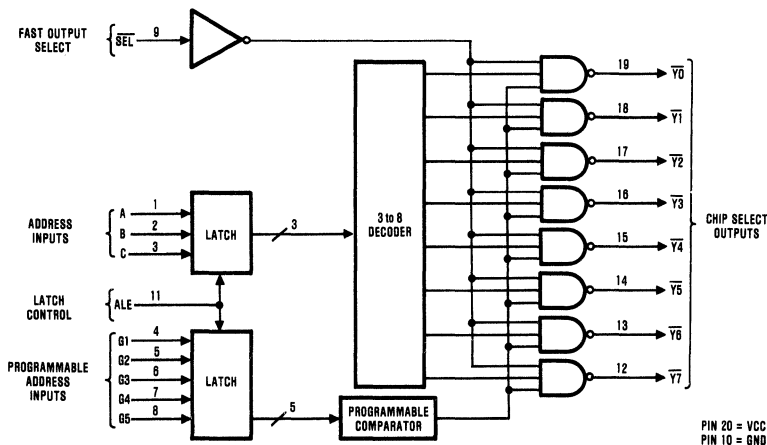 FAST OUTPUT
SELECT
SEL 9
ADDRESS
INPUTS
A 1
B 2
C 3
LATCH
3
3 to 8
DECODER
LATCH
CONTROL
ALE 11
PROGRAMMABLE
ADDRESS
INPUTS
G1 4
G2 5
G3 6
G4 7
G5 8
LATCH
5
PROGRAMMABLE
COMPARATOR
19 Y0
18 Y1
17 Y2
16 Y3
15 Y4
14 Y5
13 Y6
12 Y7
CHIP SELECT
OUTPUTS
PIN 20 = VCC
PIN 10 = GND